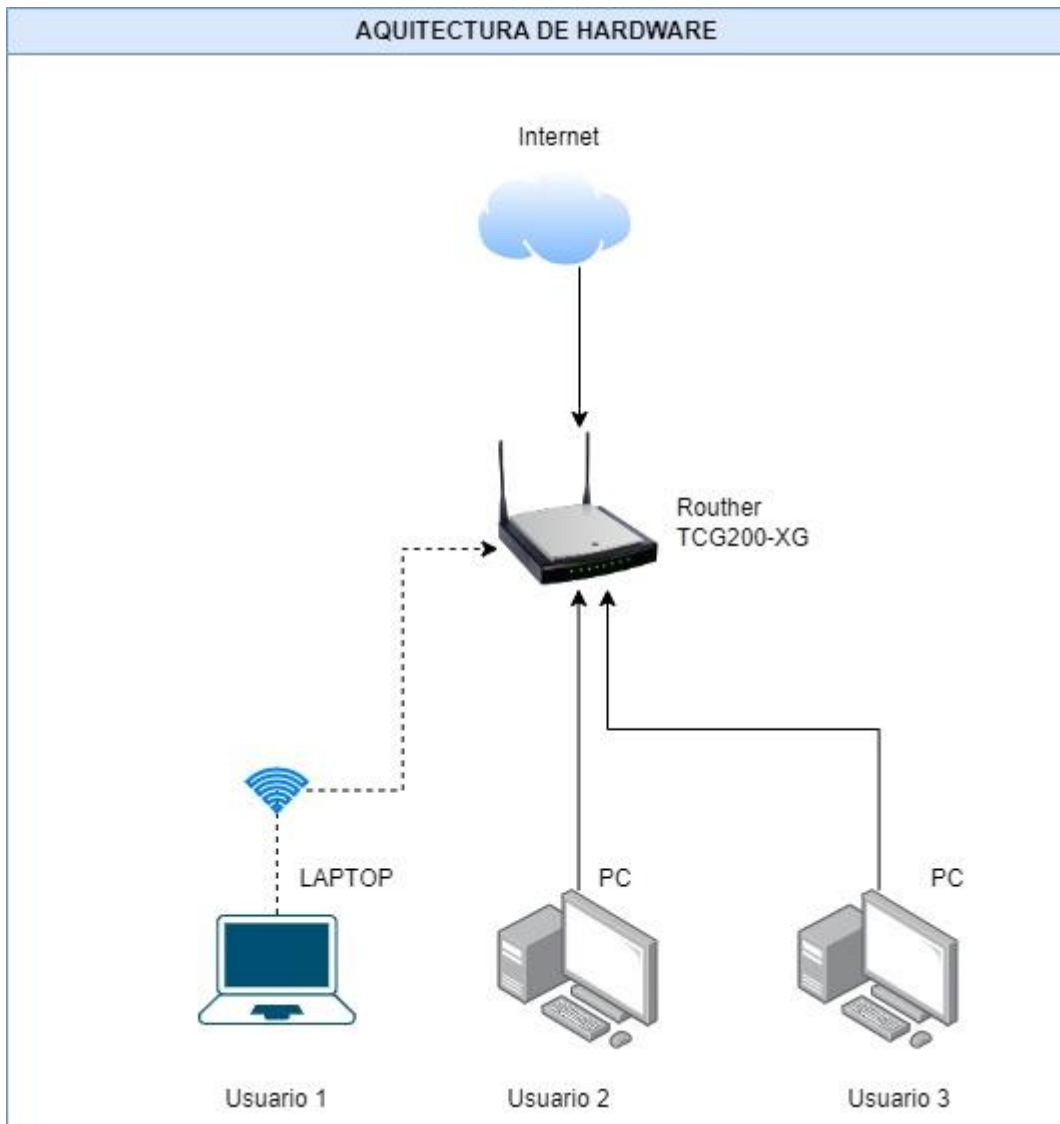 AQUITECTURA DE HARDWARE
Internet
Routher
TCG200-XG
LAPTOP
PC
PC
Usuario 1
Usuario 2
Usuario 3